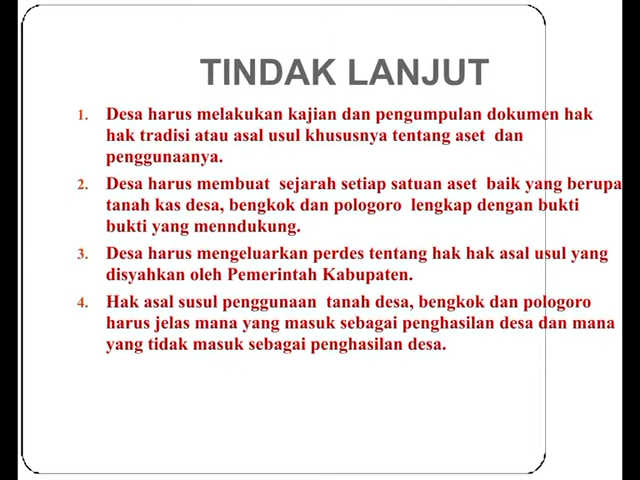 TINDAK LANJUT
1. Desa harus melakukan kajian dan pengumpulan dokumen hak
hak tradisi atau asal usul khususnya tentang aset dan
penggunaanya.
2. Desa harus membuat sejarah setiap satuan aset baik yang berupa
tanah kas desa, bengkok dan pologoro lengkap dengan bukti
bukti yang menndukung.
3. Desa harus mengeluarkan perdes tentang hak hak asal usul yang
disyahkan oleh Pemerintah Kabupaten.
4. Hak asal susul penggunaan tanah desa, bengkok dan pologoro
harus jelas mana yang masuk sebagai penghasilan desa dan mana
yang tidak masuk sebagai penghasilan desa.